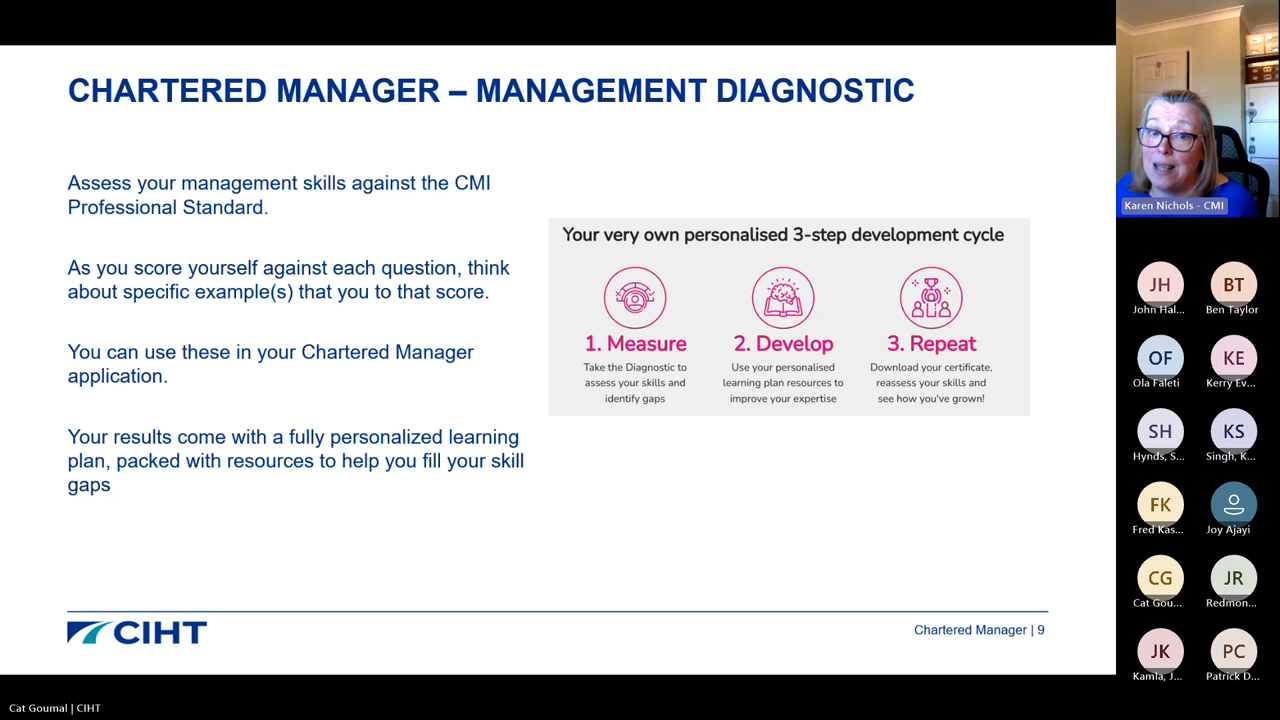 CHARTERED MANAGER – MANAGEMENT DIAGNOSTIC
Assess your management skills against the CMI
Professional Standard.
As you score yourself against each question, think
about specific example(s) that you to that score.
You can use these in your Chartered Manager
application.
Your results come with a fully personalized learning
plan, packed with resources to help you fill your skill
gaps
Your very own personalised 3-step development cycle
1. Measure
Take the Diagnostic to
assess your skills and
identify gaps
2. Develop
Use your personalised
learning plan resources to
improve your expertise
3. Repeat
Download your certificate,
reassess your skills and
see how you've grown!
CIHT
Chartered Manager | 9
Karen Nichols - CMI
JH
John Hal...
BT
Ben Taylor
OF
Ola Faleti
KE
Kerry Ev...
SH
Hynds, S...
KS
Singh, K...
FK
Fred Kas...
Joy Ajayi
CG
Cat Gou...
JR
Redmon...
JK
Kamla, J...
PC
Patrick D...
Cat Goumal | CIHT